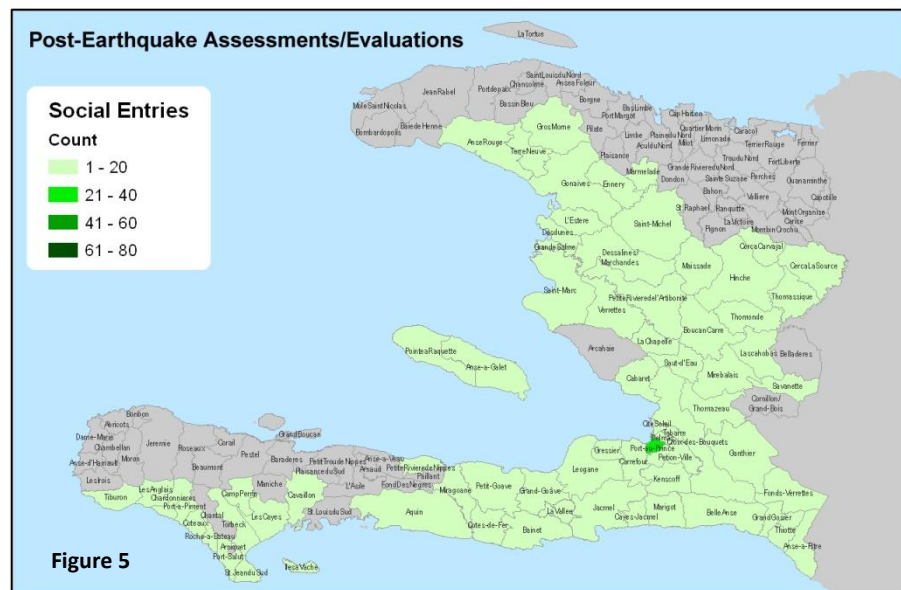 Post-Earthquake Assessments/Evaluations
Social Entries
Count
1 - 20
21 - 40
41 - 60
61 - 80
La Tortue
Jean Rabel
Port de paix
Saint Louis du Nord
Chansolme
Anse a Foleur
Mole Saint Nicolas
Bassin Bleu
Borgne
Bas Limbe
Port Margot
Cap Haitien
Baie de Henne
Bombardopolis
Gros Morne
Pilate
Limbe
Plaine du Nord
Quartier Morin
Caracol
Acul du Nord
Milot
Limonade
Terrier Rouge
Ferrier
Anse Rouge
Terre Neuve
Plaisance
Grande Riviere du Nord
Trou du Nord
Fort Liberte
Marmelade
Dondon
Sainte Suzane
Perches
Ouanaminthe
Gonaives
Ennery
Bahon
Valliere
Capotille
St. Raphael
Ranquitte
Mont Organise
L'Estere
Saint-Michel
La Victoire
Carise
Desdunes
Pignon
Mombin Crochu
Grande Saline
Cerca Carvajal
Dessalines/
Marchandes
Maissade
Hinche
Cerca La Source
Saint-Marc
Petite Riviere de l'Artibonite
Thomassique
Verrettes
Thomonde
Boucan Carre
Arcahaie
La Chapelle
Lascahobas
Belladeres
Pointe a Raquette
Saut-d'Eau
Anse-a-Galet
Cabaret
Mirebalais
Savanette
Cornillon/
Grand-Bois
Thomazeau
Bonbon
Abricots
Cite Soleil
Tabarre
Dame-Marie
Jeremie
Roseaux
Corail
Grand Boucan
Delmas
Croix-des-Bouquets
Chambellan
Pestel
Gressier
Port-au-Prince
Petion-Ville
Ganthier
Moron
Anse-d'Hainault
Beaumont
Baraderes
Petit Trou de Nippes
Anse-a-Veau
Petite Riviere de Nippes
Carrefour
Les Irois
Plaisance du Sud
Arnaud
Paillant
Leogane
Kenscoff
Maniche
L'Asile
Fond Des Negres
Miragoane
Petit-Goave
Grand-Goâve
Fonds-Verrettes
Tiburon
Les Anglais
Chardonnieres
Camp Perrin
Cavaillon
Port-a-Piment
Les Cayes
St. Louis du Sud
Aquin
La Vallee
Jacmel
Marigot
Belle Anse
Grand Gosier
Coteaux
Chantal
Torbeck
Cotes-de-Fer
Bainet
Cayes-Jacmel
Thiotte
Roche-a-Bateau
Arniquet
Port-Salut
Anse-a-Pitre
St. Jean du Sud
Ile a Vache
Figure 5